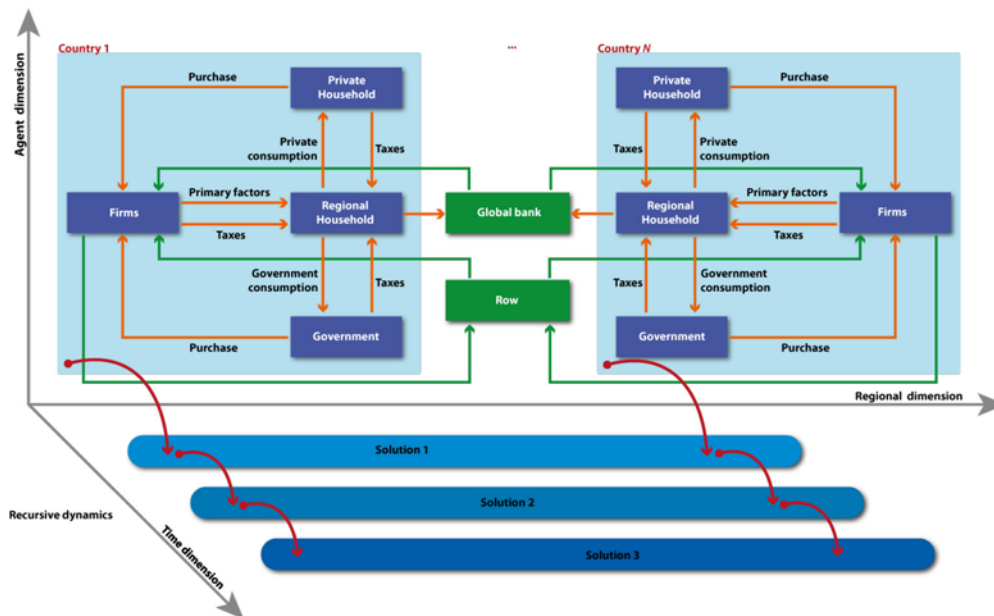 Agent dimension
Country 1
...
Country N
Purchase
Private
Household
Private
consumption
Taxes
Primary factors
Firms
Taxes
Regional
Household
Government
consumption
Taxes
Government
Purchase
Global bank
Row
Private
Household
Purchase
Taxes
Private
consumption
Primary factors
Regional
Household
Firms
Taxes
Taxes
Government
consumption
Government
Purchase
Regional dimension
Solution 1
Solution 2
Solution 3
Recursive dynamics
Time dimension